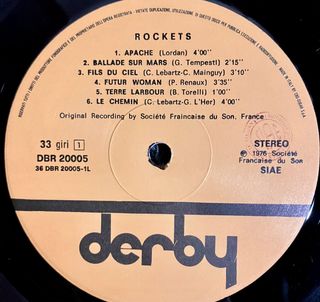 ROCKETS
1. APACHE (Lordan) 4'00"
2. BALLADE SUR MARS (G. Tempesti) 2'15"
3. FILS DU CIEL (C. Lebartz-C. Mainguy) 3'35"
4. FUTUR WOMAN (P. Renaux) 3'35"
5. TERRE LARBOUR (B. Torelli) 1'10"
6. LE CHEMIN (C. Lebartz-G. L'Her) 4'00"
Original Recording by Société Fraincaise du Son, France
33 giri 1
DBR 20005
36 DBR 20005-1L
STEREO
℗ 1976 Société
Francaise du Son
SIAE
derby